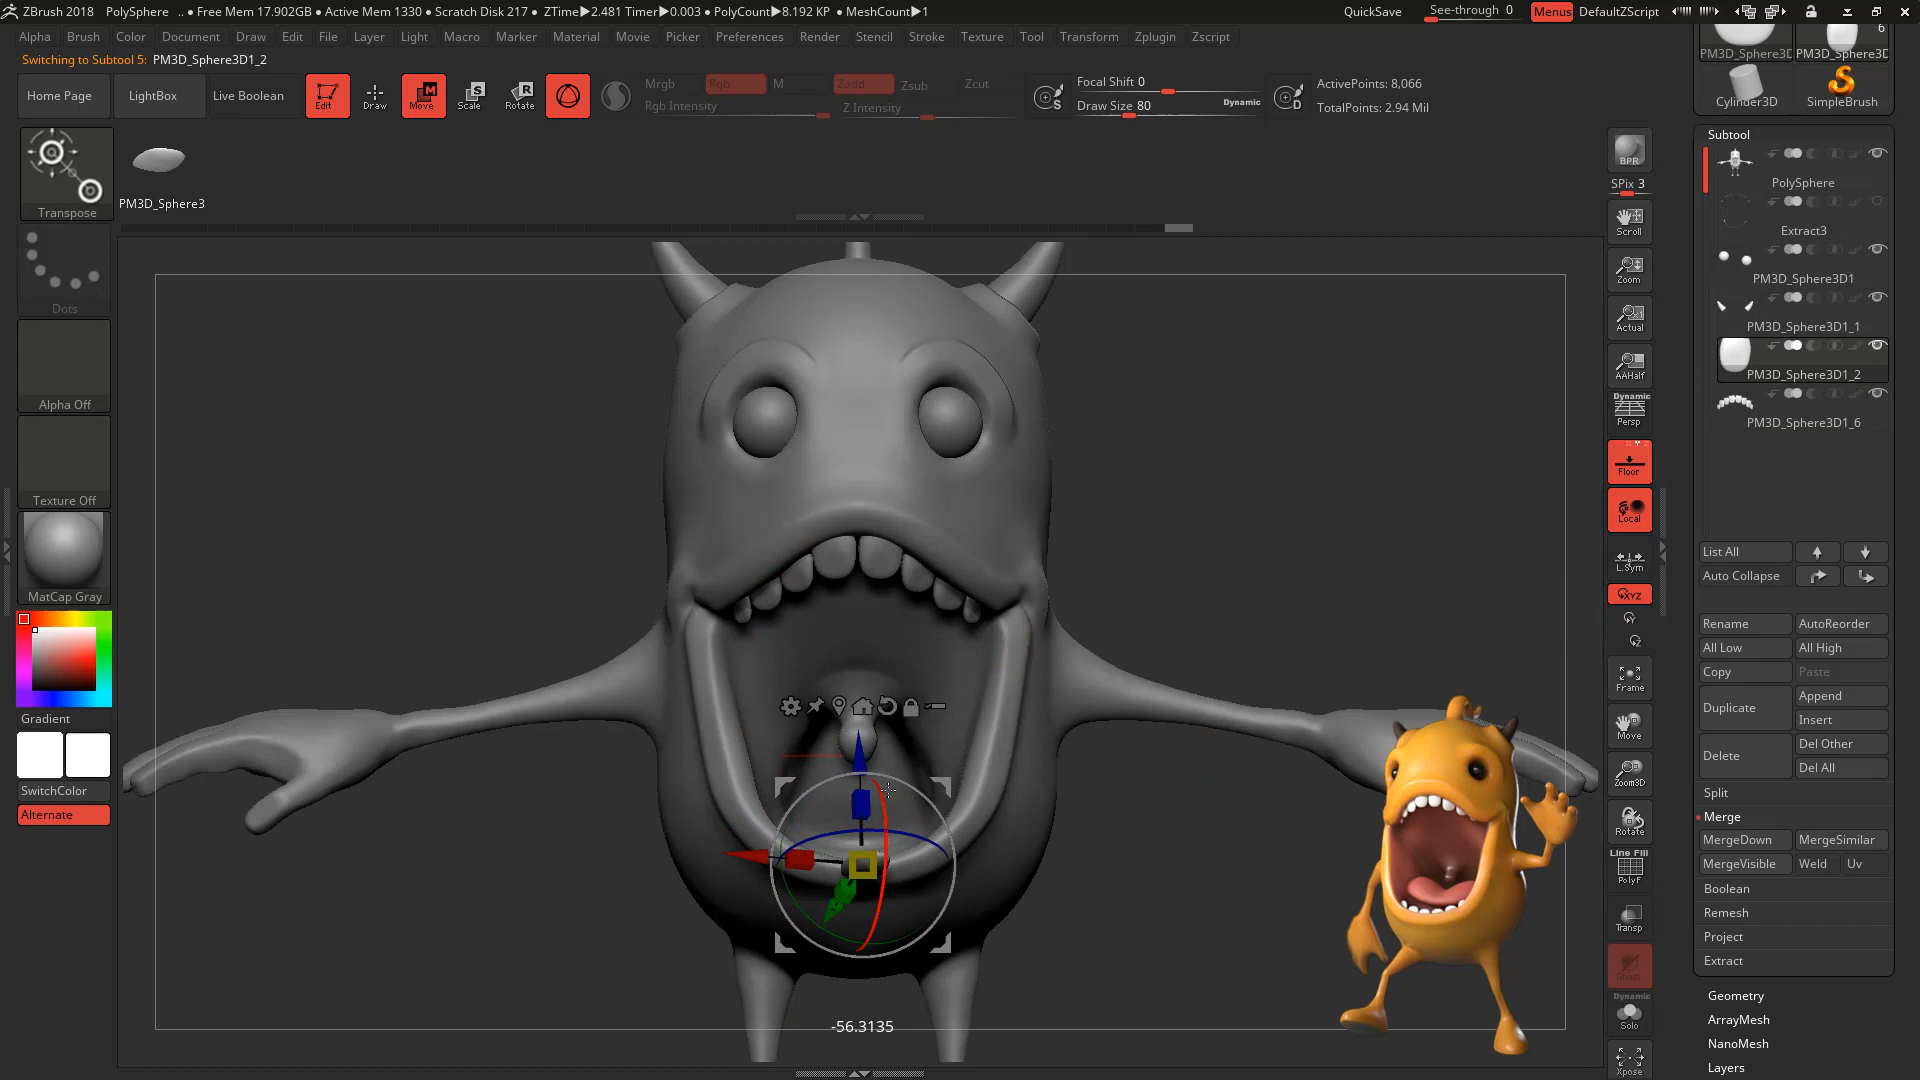 ZBrush 2018 PolySphere .. ● Free Mem 17.902GB ● Active Mem 1330 ● Scratch Disk 217 ● ZTime▶2.481 Timer▶0.003 ● PolyCount▶8.192 KP ● MeshCount▶1 QuickSave See-through 0 Menus DefaultZScript
Alpha Brush Color Document Draw Edit File Layer Light Macro Marker Material Movie Picker Preferences Render Stencil Stroke Texture Tool Transform Zplugin Zscript
Switching to Subtool 5: PM3D_Sphere3D1_2
Home Page LightBox Live Boolean Edit Draw Move Scale Rotate
Mrgb Rgb M Zadd Zsub Zcut
Rgb Intensity Z Intensity
Focal Shift 0
Draw Size 80 Dynamic
ActivePoints: 8,066
TotalPoints: 2.94 Mil
PM3D_Sphere3D PM3D_Sphere3D
6
Cylinder3D SimpleBrush
Transpose
PM3D_Sphere3
Dots
Alpha Off
Texture Off
MatCap Gray
Gradient
SwitchColor
Alternate
-56.3135
BPR
SPix 3
Scroll
Zoom
Actual
AAHalf
Dynamic
Persp
Floor
Local
L.Sym
XYZ
Y
Z
Frame
Move
Zoom3D
Rotate
Line Fill
PolyF
Transp
Ghost
Dynamic
Solo
Xpose
Subtool
PolySphere
Extract3
PM3D_Sphere3D1
PM3D_Sphere3D1_1
PM3D_Sphere3D1_2
PM3D_Sphere3D1_6
List All
Auto Collapse
Rename AutoReorder
All Low All High
Copy Paste
Duplicate Append
Insert
Delete Del Other
Del All
Split
Merge
MergeDown MergeSimilar
MergeVisible Weld Uv
Boolean
Remesh
Project
Extract
Geometry
ArrayMesh
NanoMesh
Layers